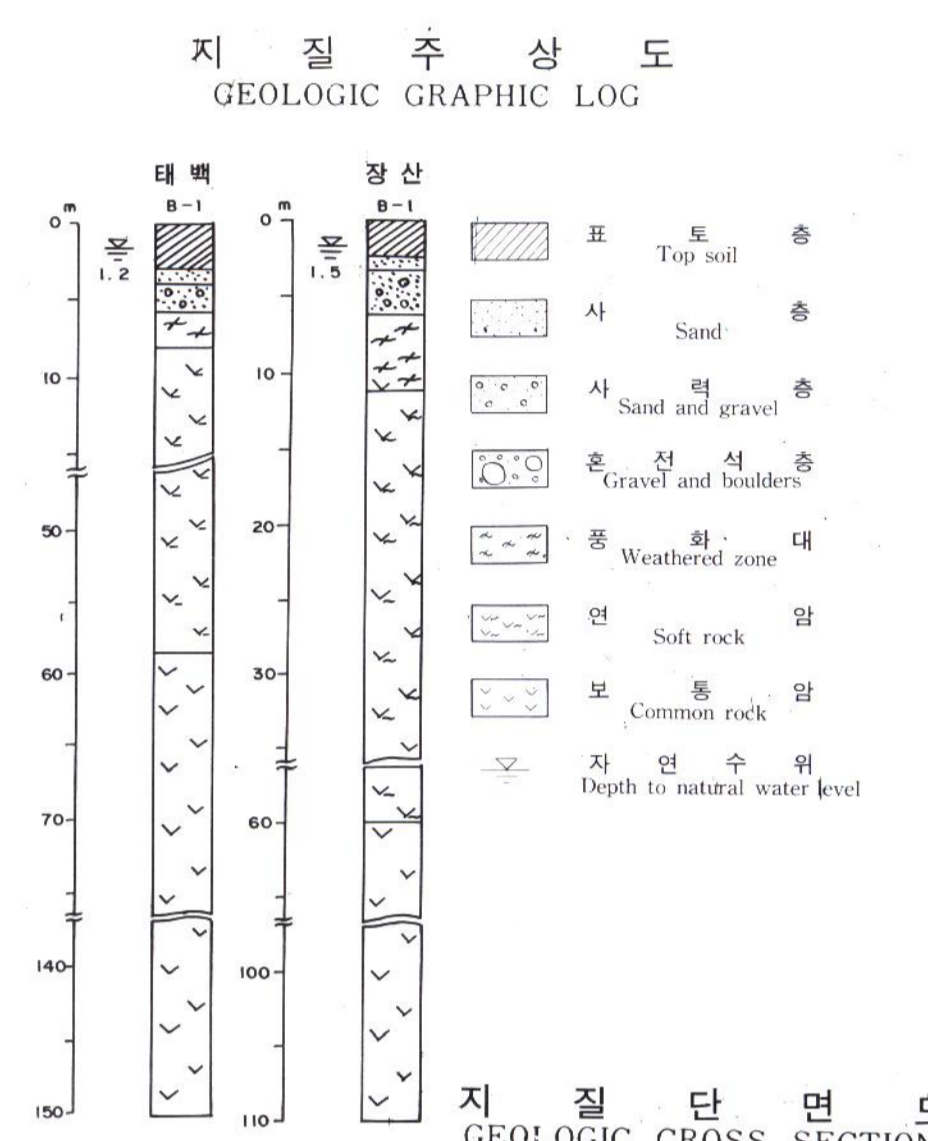 지 질 주 상 도
GEOLOGIC GRAPHIC LOG
태 백
B-1
m
0
1.2
10
50
60
70
140
150
장 산
B-1
m
0
1.5
10
20
30
60
100
110
표 토 층
Top soil
사 층
Sand
사 력 층
Sand and gravel
혼 전 석 층
Gravel and boulders
풍 화 대
Weathered zone
연 암
Soft rock
보 통 암
Common rock
자 연 수 위
Depth to natural water level
지 질 단 면
GEOLOGIC CROSS SECTION